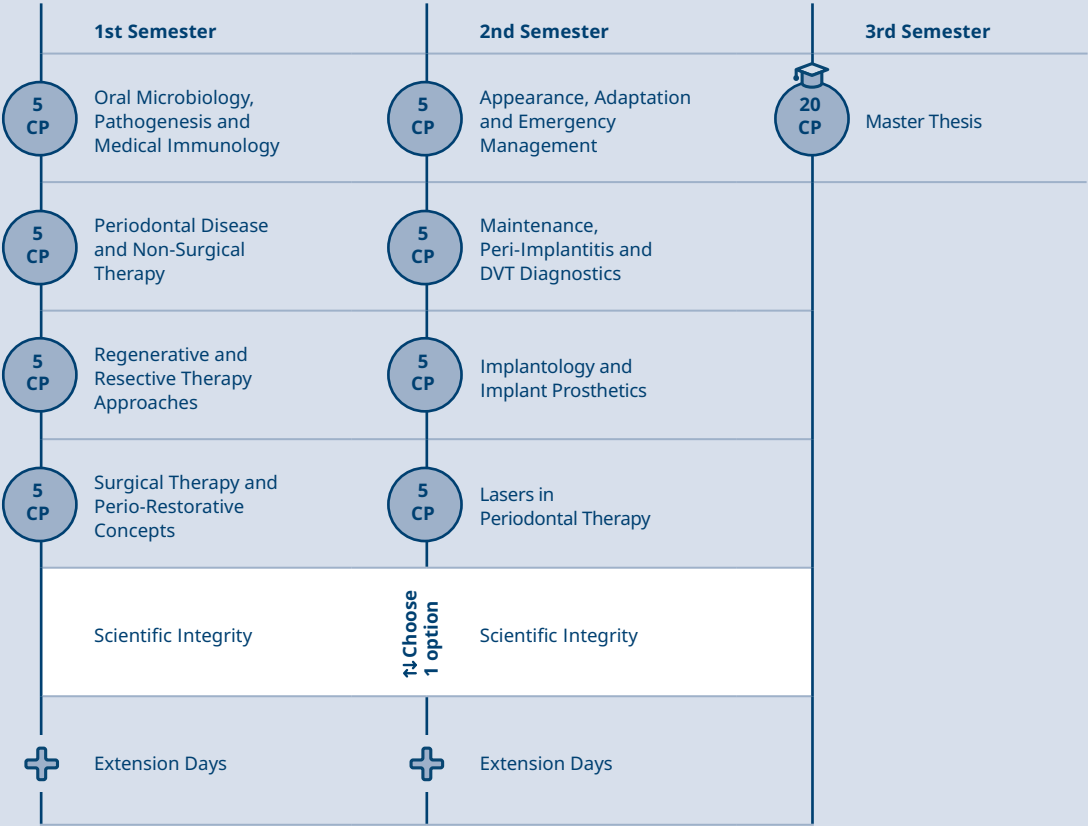 1st Semester
2nd Semester
3rd Semester
5
CP
Oral Microbiology,
Pathogenesis and
Medical Immunology
5
CP
Appearance, Adaptation
and Emergency
Management
20
CP
Master Thesis
5
CP
Periodontal Disease
and Non-Surgical
Therapy
5
CP
Maintenance,
Peri-Implantitis and
DVT Diagnostics
5
CP
Regenerative and
Resective Therapy
Approaches
5
CP
Implantology and
Implant Prosthetics
5
CP
Surgical Therapy and
Perio-Restorative
Concepts
5
CP
Lasers in
Periodontal Therapy
Scientific Integrity
⇅ Choose
1 option
Scientific Integrity
Extension Days
Extension Days